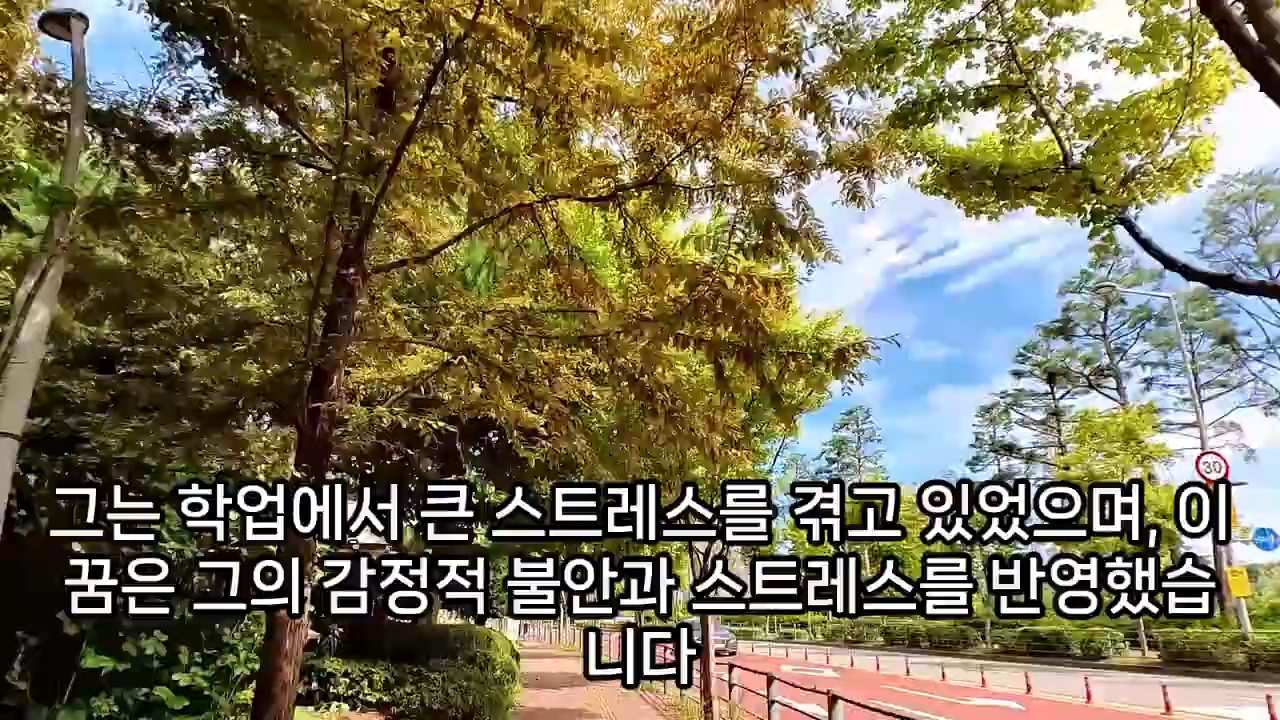 30
그는 학업에서 큰 스트레스를 겪고 있었으며, 이
꿈은 그의 감정적 불안과 스트레스를 반영했습
니다